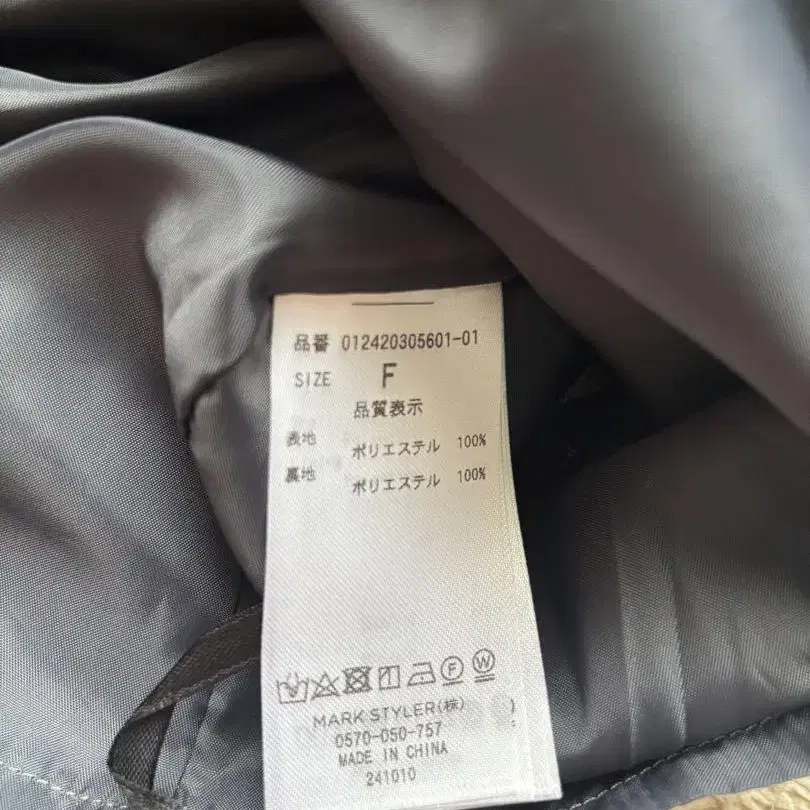 品番 012420305601-01
SIZE F
品質表示
表地 ポリエステル 100%
裏地 ポリエステル 100%
F W
MARK STYLER(株)
0570-050-757
MADE IN CHINA
241010